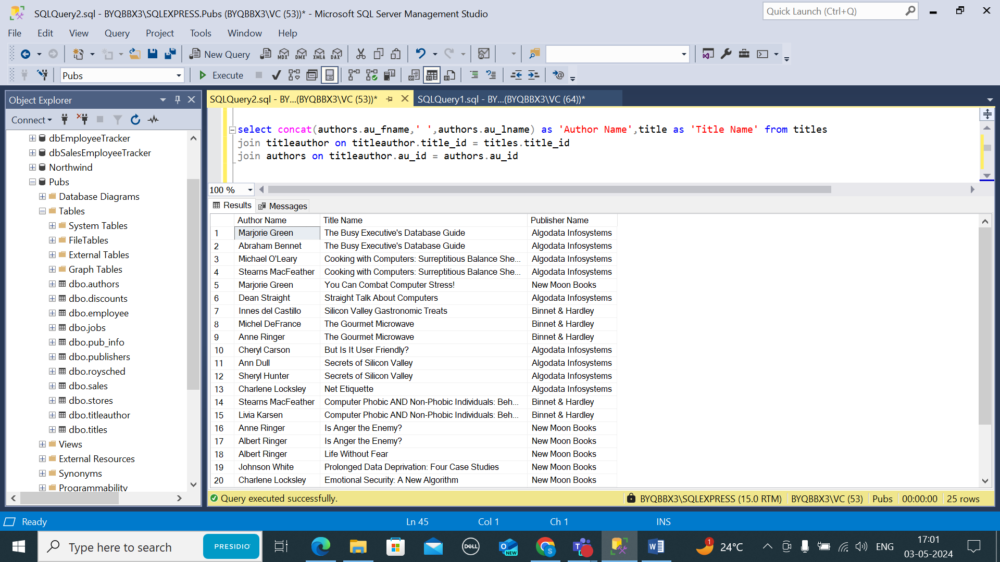 SQLQuery2.sql - BYQBBX3\SQLEXPRESS.Pubs (BYQBBX3\VC (53))* - Microsoft SQL Server Management Studio
Quick Launch (Ctrl+Q)
File Edit View Query Project Tools Window Help
New Query MDX DMX XMLA DAX
Pubs Execute
Object Explorer
Connect
dbEmployeeTracker
dbSalesEmployeeTracker
Northwind
Pubs
Database Diagrams
Tables
System Tables
FileTables
External Tables
Graph Tables
dbo.authors
dbo.discounts
dbo.employee
dbo.jobs
dbo.pub_info
dbo.publishers
dbo.roysched
dbo.sales
dbo.stores
dbo.titleauthor
dbo.titles
Views
External Resources
Synonyms
Programmability
SQLQuery2.sql - BY...(BYQBBX3\VC (53))* SQLQuery1.sql - BY...(BYQBBX3\VC (64))*
select concat(authors.au_fname,' ',authors.au_lname) as 'Author Name',title as 'Title Name' from titles
join titleauthor on titleauthor.title_id = titles.title_id
join authors on titleauthor.au_id = authors.au_id
100 %
Results Messages
Author Name Title Name Publisher Name
1 Marjorie Green The Busy Executive's Database Guide Algodata Infosystems
2 Abraham Bennet The Busy Executive's Database Guide Algodata Infosystems
3 Michael O'Leary Cooking with Computers: Surreptitious Balance She... Algodata Infosystems
4 Stearns MacFeather Cooking with Computers: Surreptitious Balance She... Algodata Infosystems
5 Marjorie Green You Can Combat Computer Stress! New Moon Books
6 Dean Straight Straight Talk About Computers Algodata Infosystems
7 Innes del Castillo Silicon Valley Gastronomic Treats Binnet & Hardley
8 Michel DeFrance The Gourmet Microwave Binnet & Hardley
9 Anne Ringer The Gourmet Microwave Binnet & Hardley
10 Cheryl Carson But Is It User Friendly? Algodata Infosystems
11 Ann Dull Secrets of Silicon Valley Algodata Infosystems
12 Sheryl Hunter Secrets of Silicon Valley Algodata Infosystems
13 Charlene Locksley Net Etiquette Algodata Infosystems
14 Stearns MacFeather Computer Phobic AND Non-Phobic Individuals: Beh... Binnet & Hardley
15 Livia Karsen Computer Phobic AND Non-Phobic Individuals: Beh... Binnet & Hardley
16 Anne Ringer Is Anger the Enemy? New Moon Books
17 Albert Ringer Is Anger the Enemy? New Moon Books
18 Albert Ringer Life Without Fear New Moon Books
19 Johnson White Prolonged Data Deprivation: Four Case Studies New Moon Books
20 Charlene Locksley Emotional Security: A New Algorithm New Moon Books
Query executed successfully. BYQBBX3\SQLEXPRESS (15.0 RTM) BYQBBX3\VC (53) Pubs 00:00:00 25 rows
Ready Ln 45 Col 1 Ch 1 INS
Type here to search PRESIDIO DELL NEW S 1 24°C ENG 17:01
03-05-2024